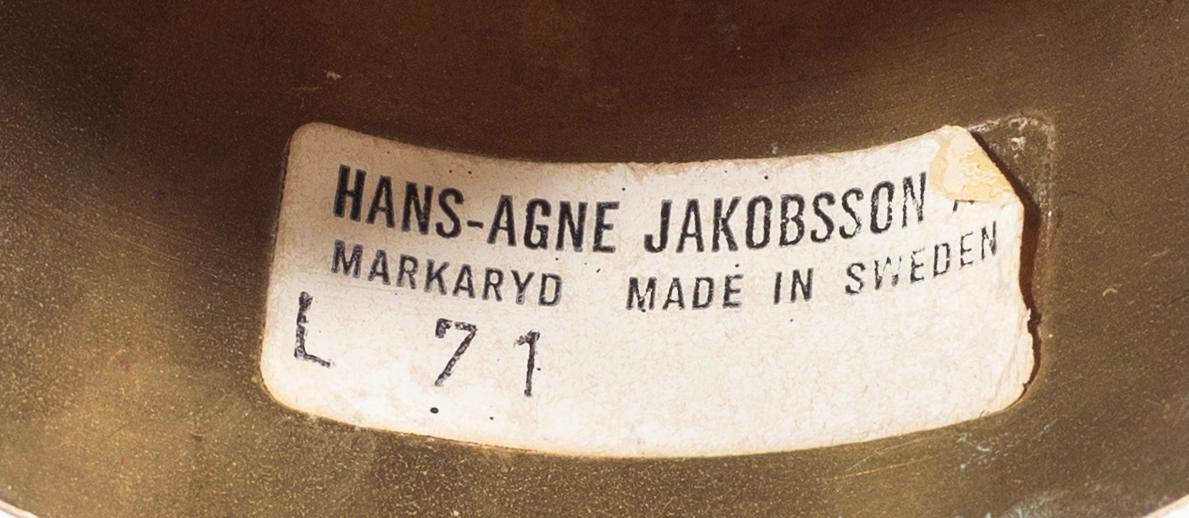 HANS-AGNE JAKOBSSON
MARKARYD MADE IN SWEDEN
L 71